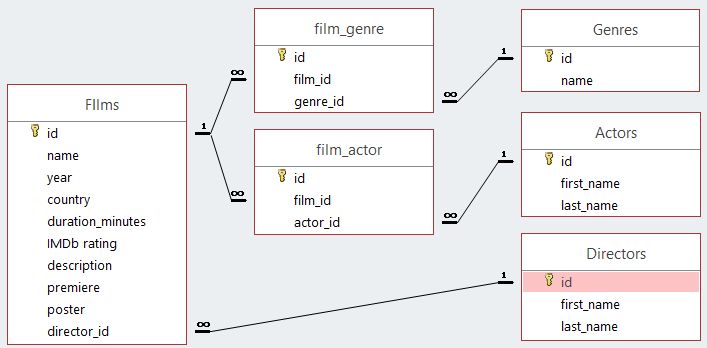 FIlms
id
name
year
country
duration_minutes
IMDb rating
description
premiere
poster
director_id
film_genre
id
film_id
genre_id
film_actor
id
film_id
actor_id
Genres
id
name
Actors
id
first_name
last_name
Directors
id
first_name
last_name
1
∞
∞
∞
1
∞
1
∞
1